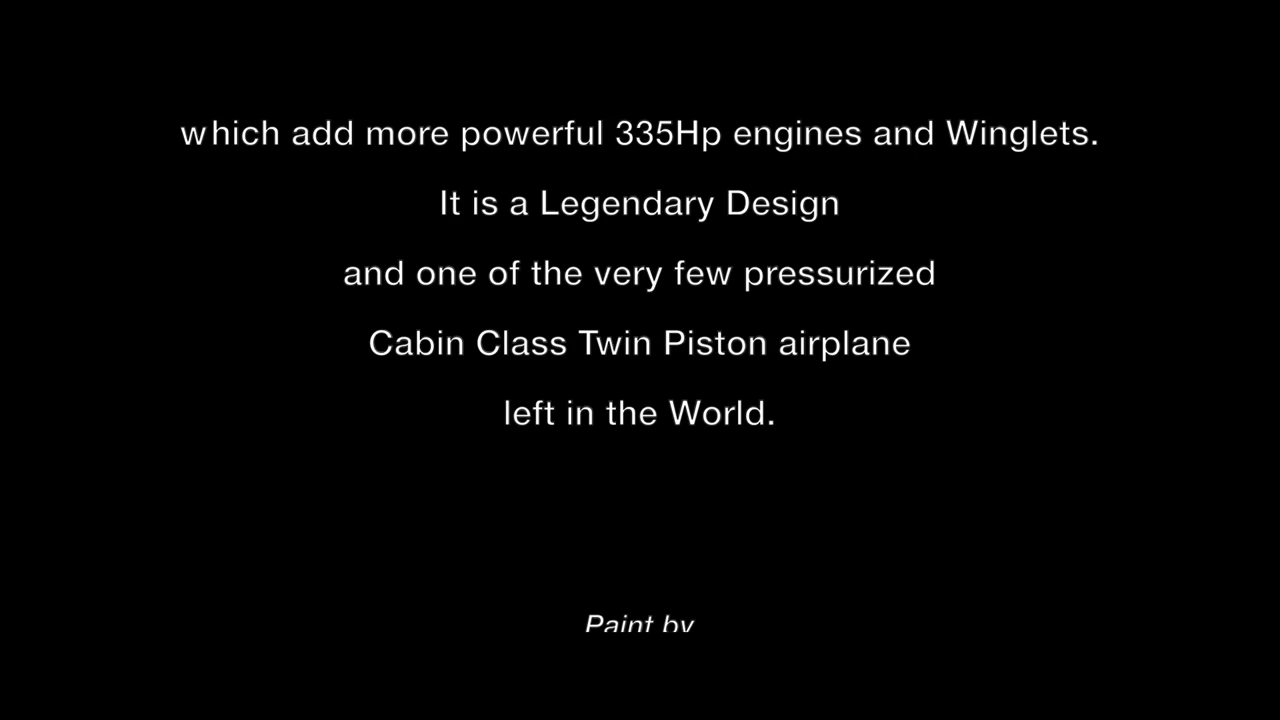 which add more powerful 335Hp engines and Winglets.
It is a Legendary Design
and one of the very few pressurized
Cabin Class Twin Piston airplane
left in the World.
Paint by